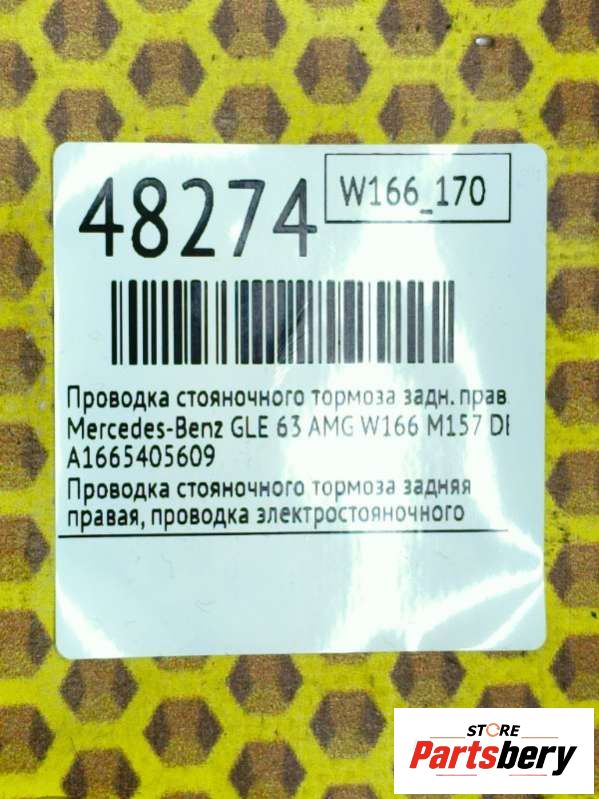 48274
W166_170
Проводка стояночного тормоза задн. прав
Mercedes-Benz GLE 63 AMG W166 M157 DE
A1665405609
Проводка стояночного тормоза задняя
правая, проводка электростояночного
STORE
Partsbery